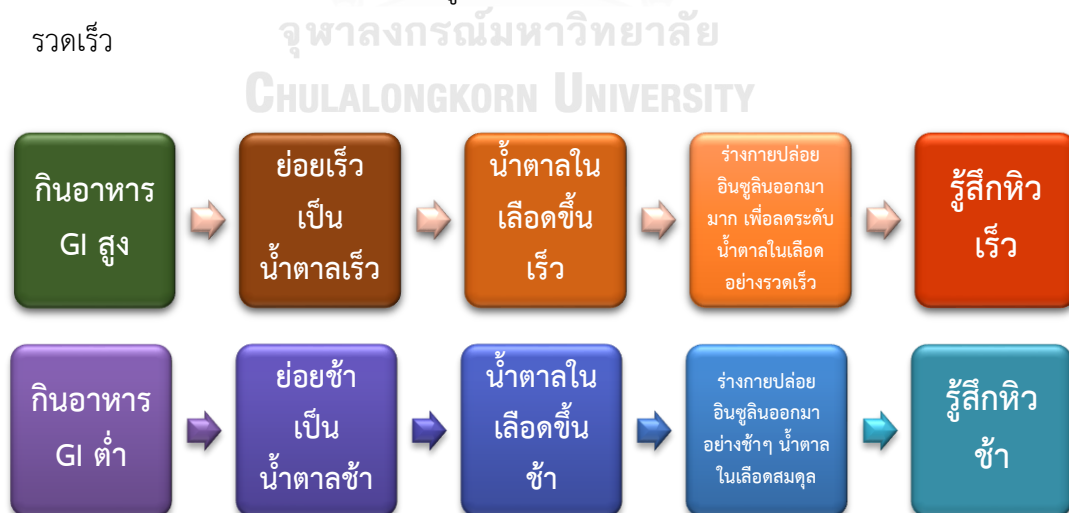 รวดเร็ว
จุฬาลงกรณ์มหาวิทยาลัย
CHULALONGKORN UNIVERSITY
กินอาหาร
GI สูง
ย่อยเร็ว
เป็น
น้ำตาลเร็ว
น้ำตาลใน
เลือดขึ้น
เร็ว
ร่างกายปล่อย
อินซูลินออกมา
มาก เพื่อลดระดับ
น้ำตาลในเลือด
อย่างรวดเร็ว
รู้สึกหิว
เร็ว
กินอาหาร
GI ต่ำ
ย่อยช้า
เป็น
น้ำตาลช้า
น้ำตาลใน
เลือดขึ้น
ช้า
ร่างกายปล่อย
อินซูลินออกมา
อย่างช้าๆ น้ำตาล
ในเลือดสมดุล
รู้สึกหิว
ช้า